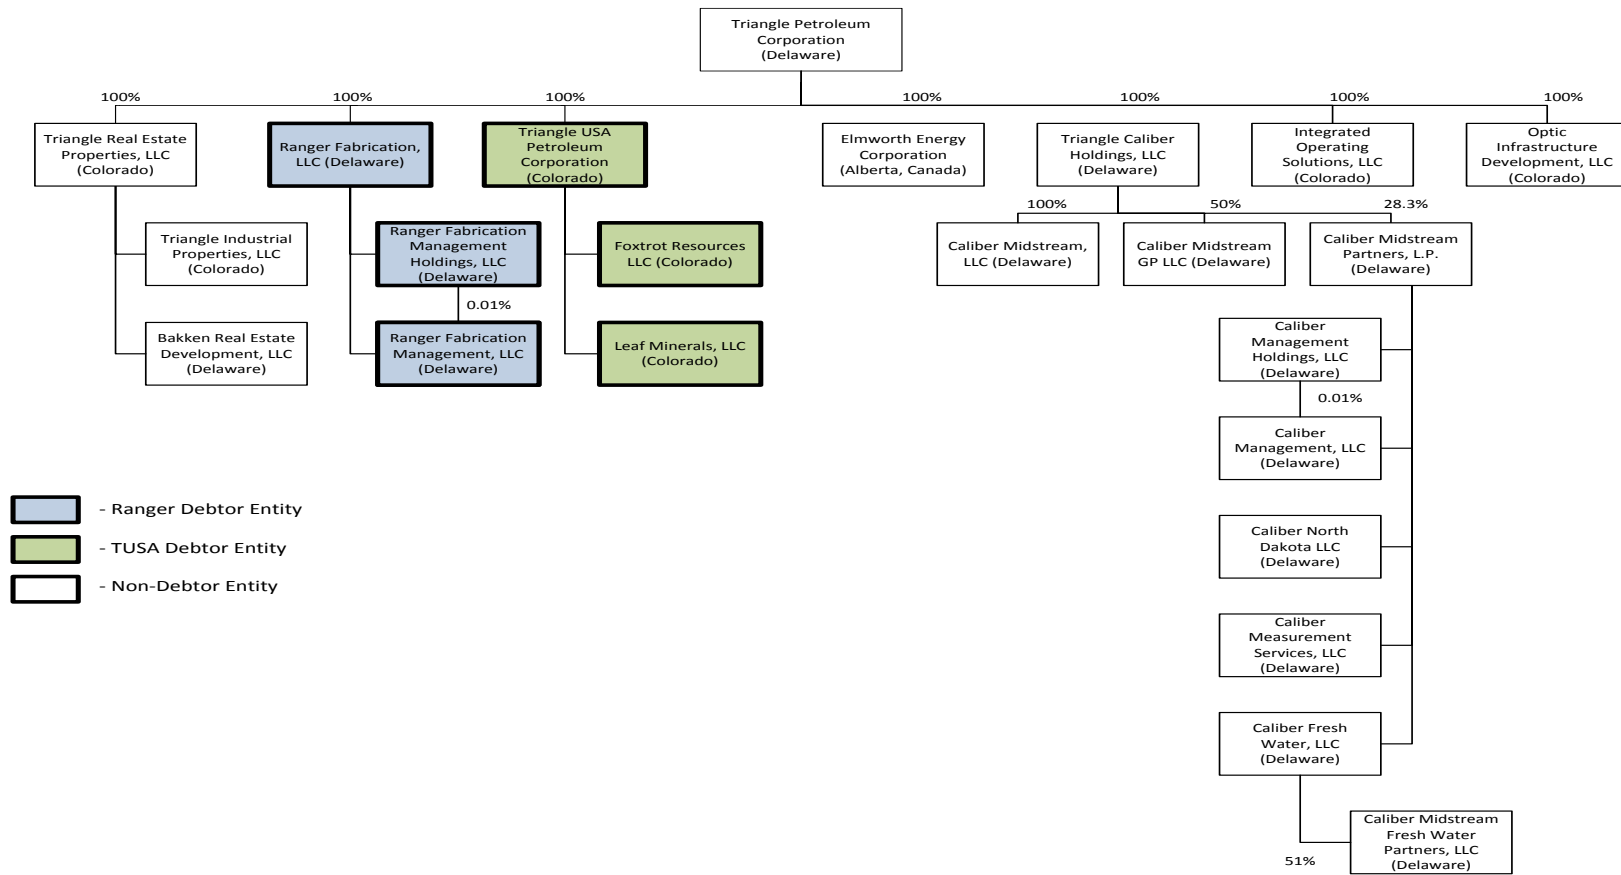 Triangle Petroleum
Corporation
(Delaware)
100%
100%
100%
100%
100%
100%
100%
Triangle Real Estate
Properties, LLC
(Colorado)
Ranger Fabrication,
LLC (Delaware)
Triangle USA
Petroleum
Corporation
(Colorado)
Elmworth Energy
Corporation
(Alberta, Canada)
Triangle Caliber
Holdings, LLC
(Delaware)
Integrated
Operating
Solutions, LLC
(Colorado)
Optic
Infrastructure
Development, LLC
(Colorado)
100%
50%
28.3%
Triangle Industrial
Properties, LLC
(Colorado)
Ranger Fabrication
Management
Holdings, LLC
(Delaware)
Foxtrot Resources
LLC (Colorado)
Caliber Midstream,
LLC (Delaware)
Caliber Midstream
GP LLC (Delaware)
Caliber Midstream
Partners, L.P.
(Delaware)
0.01%
Bakken Real Estate
Development, LLC
(Delaware)
Ranger Fabrication
Management, LLC
(Delaware)
Leaf Minerals, LLC
(Colorado)
Caliber
Management
Holdings, LLC
(Delaware)
0.01%
Caliber
Management, LLC
(Delaware)
- Ranger Debtor Entity
- TUSA Debtor Entity
- Non-Debtor Entity
Caliber North
Dakota LLC
(Delaware)
Caliber
Measurement
Services, LLC
(Delaware)
Caliber Fresh
Water, LLC
(Delaware)
Caliber Midstream
Fresh Water
Partners, LLC
(Delaware)
51%